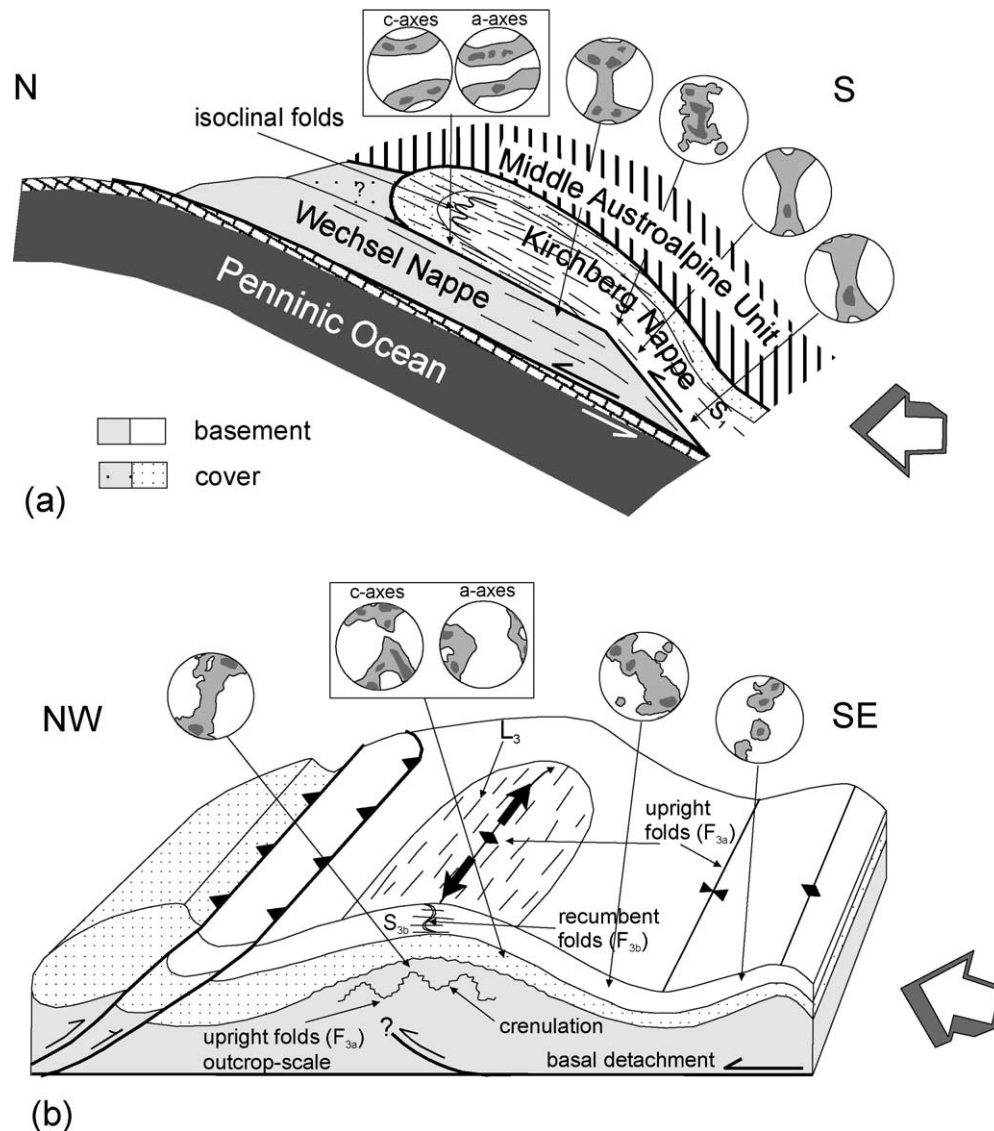 (a)
c-axes
a-axes
N
S
isoclinal folds
?
Middle Austroalpine Unit
Wechsel Nappe
Kirchberg Nappe
Penninic Ocean
S1
basement
cover
(b)
c-axes
a-axes
NW
SE
L3
upright
folds (F3a)
S3b
recumbent
folds (F3b)
upright folds (F3a)
outcrop-scale
?
crenulation
basal detachment